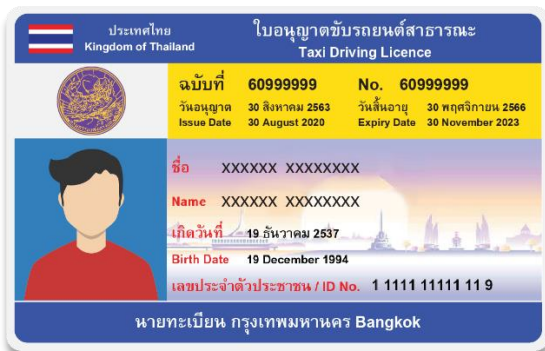 ประเทศไทย
Kingdom of Thailand
ใบอนุญาตขับรถยนต์สาธารณะ
Taxi Driving Licence
ฉบับที่ 60999999 No. 60999999
วันอนุญาต 30 สิงหาคม 2563 วันสิ้นอายุ 30 พฤศจิกายน 2566
Issue Date 30 August 2020 Expiry Date 30 November 2023
ชื่อ XXXXXX XXXXXXXX
Name XXXXXX XXXXXXXX
เกิดวันที่ 19 ธันวาคม 2537
Birth Date 19 December 1994
เลขประจำตัวประชาชน / ID No. 1 1111 11111 11 9
นายทะเบียน กรุงเทพมหานคร Bangkok